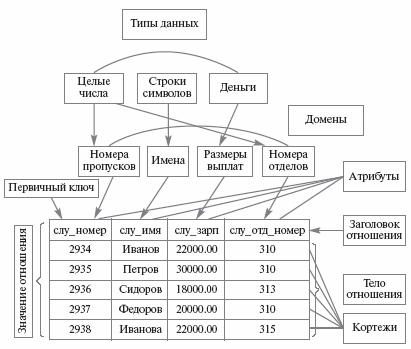 Типы данных
Целые
числа
Строки
символов
Деньги
Домены
Номера
пропусков
Имена
Размеры
выплат
Номера
отделов
Первичный ключ
Атрибуты
слу_номер слу_имя слу_зарп слу_отд_номер
Заголовок
отношения
Значение отношения
2934 Иванов 22000.00 310
2935 Петров 30000.00 310
2936 Сидоров 18000.00 313
2937 Федоров 20000.00 310
2938 Иванова 22000.00 315
Тело
отношения
Кортежи